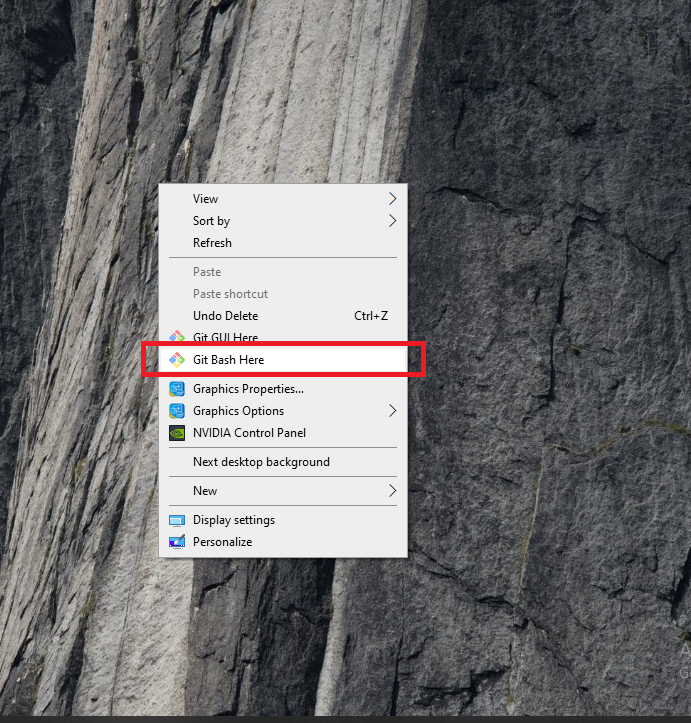 View
Sort by
Refresh
Paste
Paste shortcut
Undo Delete Ctrl+Z
Git GUI Here
Git Bash Here
Graphics Properties...
Graphics Options
NVIDIA Control Panel
Next desktop background
New
Display settings
Personalize
A
G